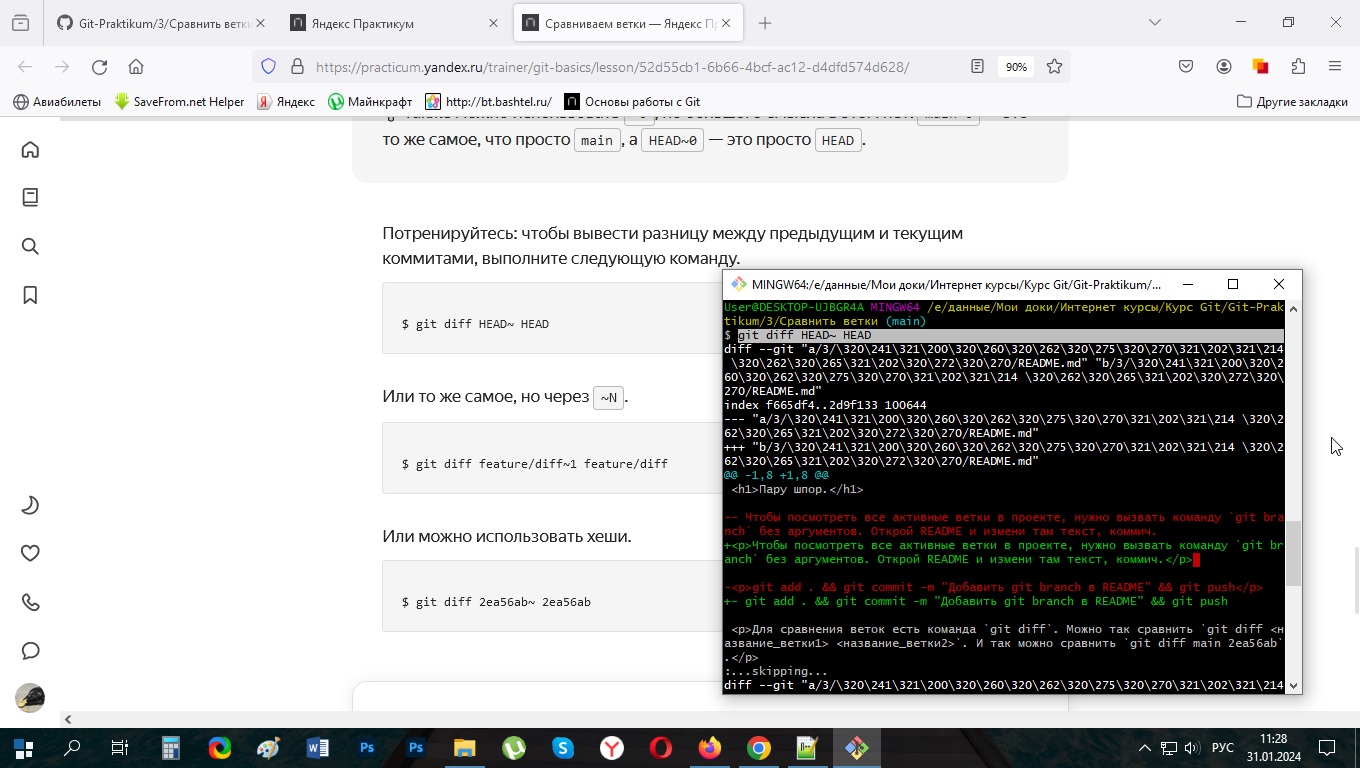 Git-Praktikum/3/Сравнить ветки
Яндекс Практикум
Сравниваем ветки — Яндекс Пр
https://practicum.yandex.ru/trainer/git-basics/lesson/52d55cb1-6b66-4bcf-ac12-d4dfd574d628/
90%
Авиабилеты
SaveFrom.net Helper
Яндекс
Майнкрафт
http://bt.bashtel.ru/
Основы работы с Git
Другие закладки
то же самое, что просто main, а HEAD~0 — это просто HEAD.
Потренируйтесь: чтобы вывести разницу между предыдущим и текущим
коммитами, выполните следующую команду.
$ git diff HEAD~ HEAD
Или то же самое, но через ~N.
$ git diff feature/diff~1 feature/diff
Или можно использовать хеши.
$ git diff 2ea56ab~ 2ea56ab
MINGW64:/e/данные/Мои доки/Интернет курсы/Курс Git/Git-Praktikum/...
User@DESKTOP-UJBGR4A MINGW64 /e/данные/Мои доки/Интернет курсы/Курс Git/Git-Prak
tikum/3/Сравнить ветки (main)
$ git diff HEAD~ HEAD
diff --git "a/3/\320\241\321\200\320\260\320\262\320\275\320\270\321\202\321\214
 \320\262\320\265\321\202\320\272\320\270/README.md" "b/3/\320\241\321\200\320\2
60\320\262\320\275\320\270\321\202\321\214 \320\262\320\265\321\202\320\272\320\
270/README.md"
index f665df4..2d9f133 100644
--- "a/3/\320\241\321\200\320\260\320\262\320\275\320\270\321\202\321\214 \320\2
62\320\265\321\202\320\272\320\270/README.md"
+++ "b/3/\320\241\321\200\320\260\320\262\320\275\320\270\321\202\321\214 \320\2
62\320\265\321\202\320\272\320\270/README.md"
@@ -1,8 +1,8 @@
 <h1>Пару шпор.</h1>
-- Чтобы посмотреть все активные ветки в проекте, нужно вызвать команду `git bra
nch` без аргументов. Открой README и измени там текст, коммич.
+<p>Чтобы посмотреть все активные ветки в проекте, нужно вызвать команду `git br
anch` без аргументов. Открой README и измени там текст, коммич.</p>
-<p>git add . && git commit -m "Добавить git branch в README" && git push</p>
+- git add . && git commit -m "Добавить git branch в README" && git push
 <p>Для сравнения веток есть команда `git diff`. Можно так сравнить `git diff <н
азвание_ветки1> <название_ветки2>`. И так можно сравнить `git diff main 2ea56ab`
.</p>
:...skipping...
diff --git "a/3/\320\241\321\200\320\260\320\262\320\275\320\270\321\202\321\214
РУС
11:28
31.01.2024